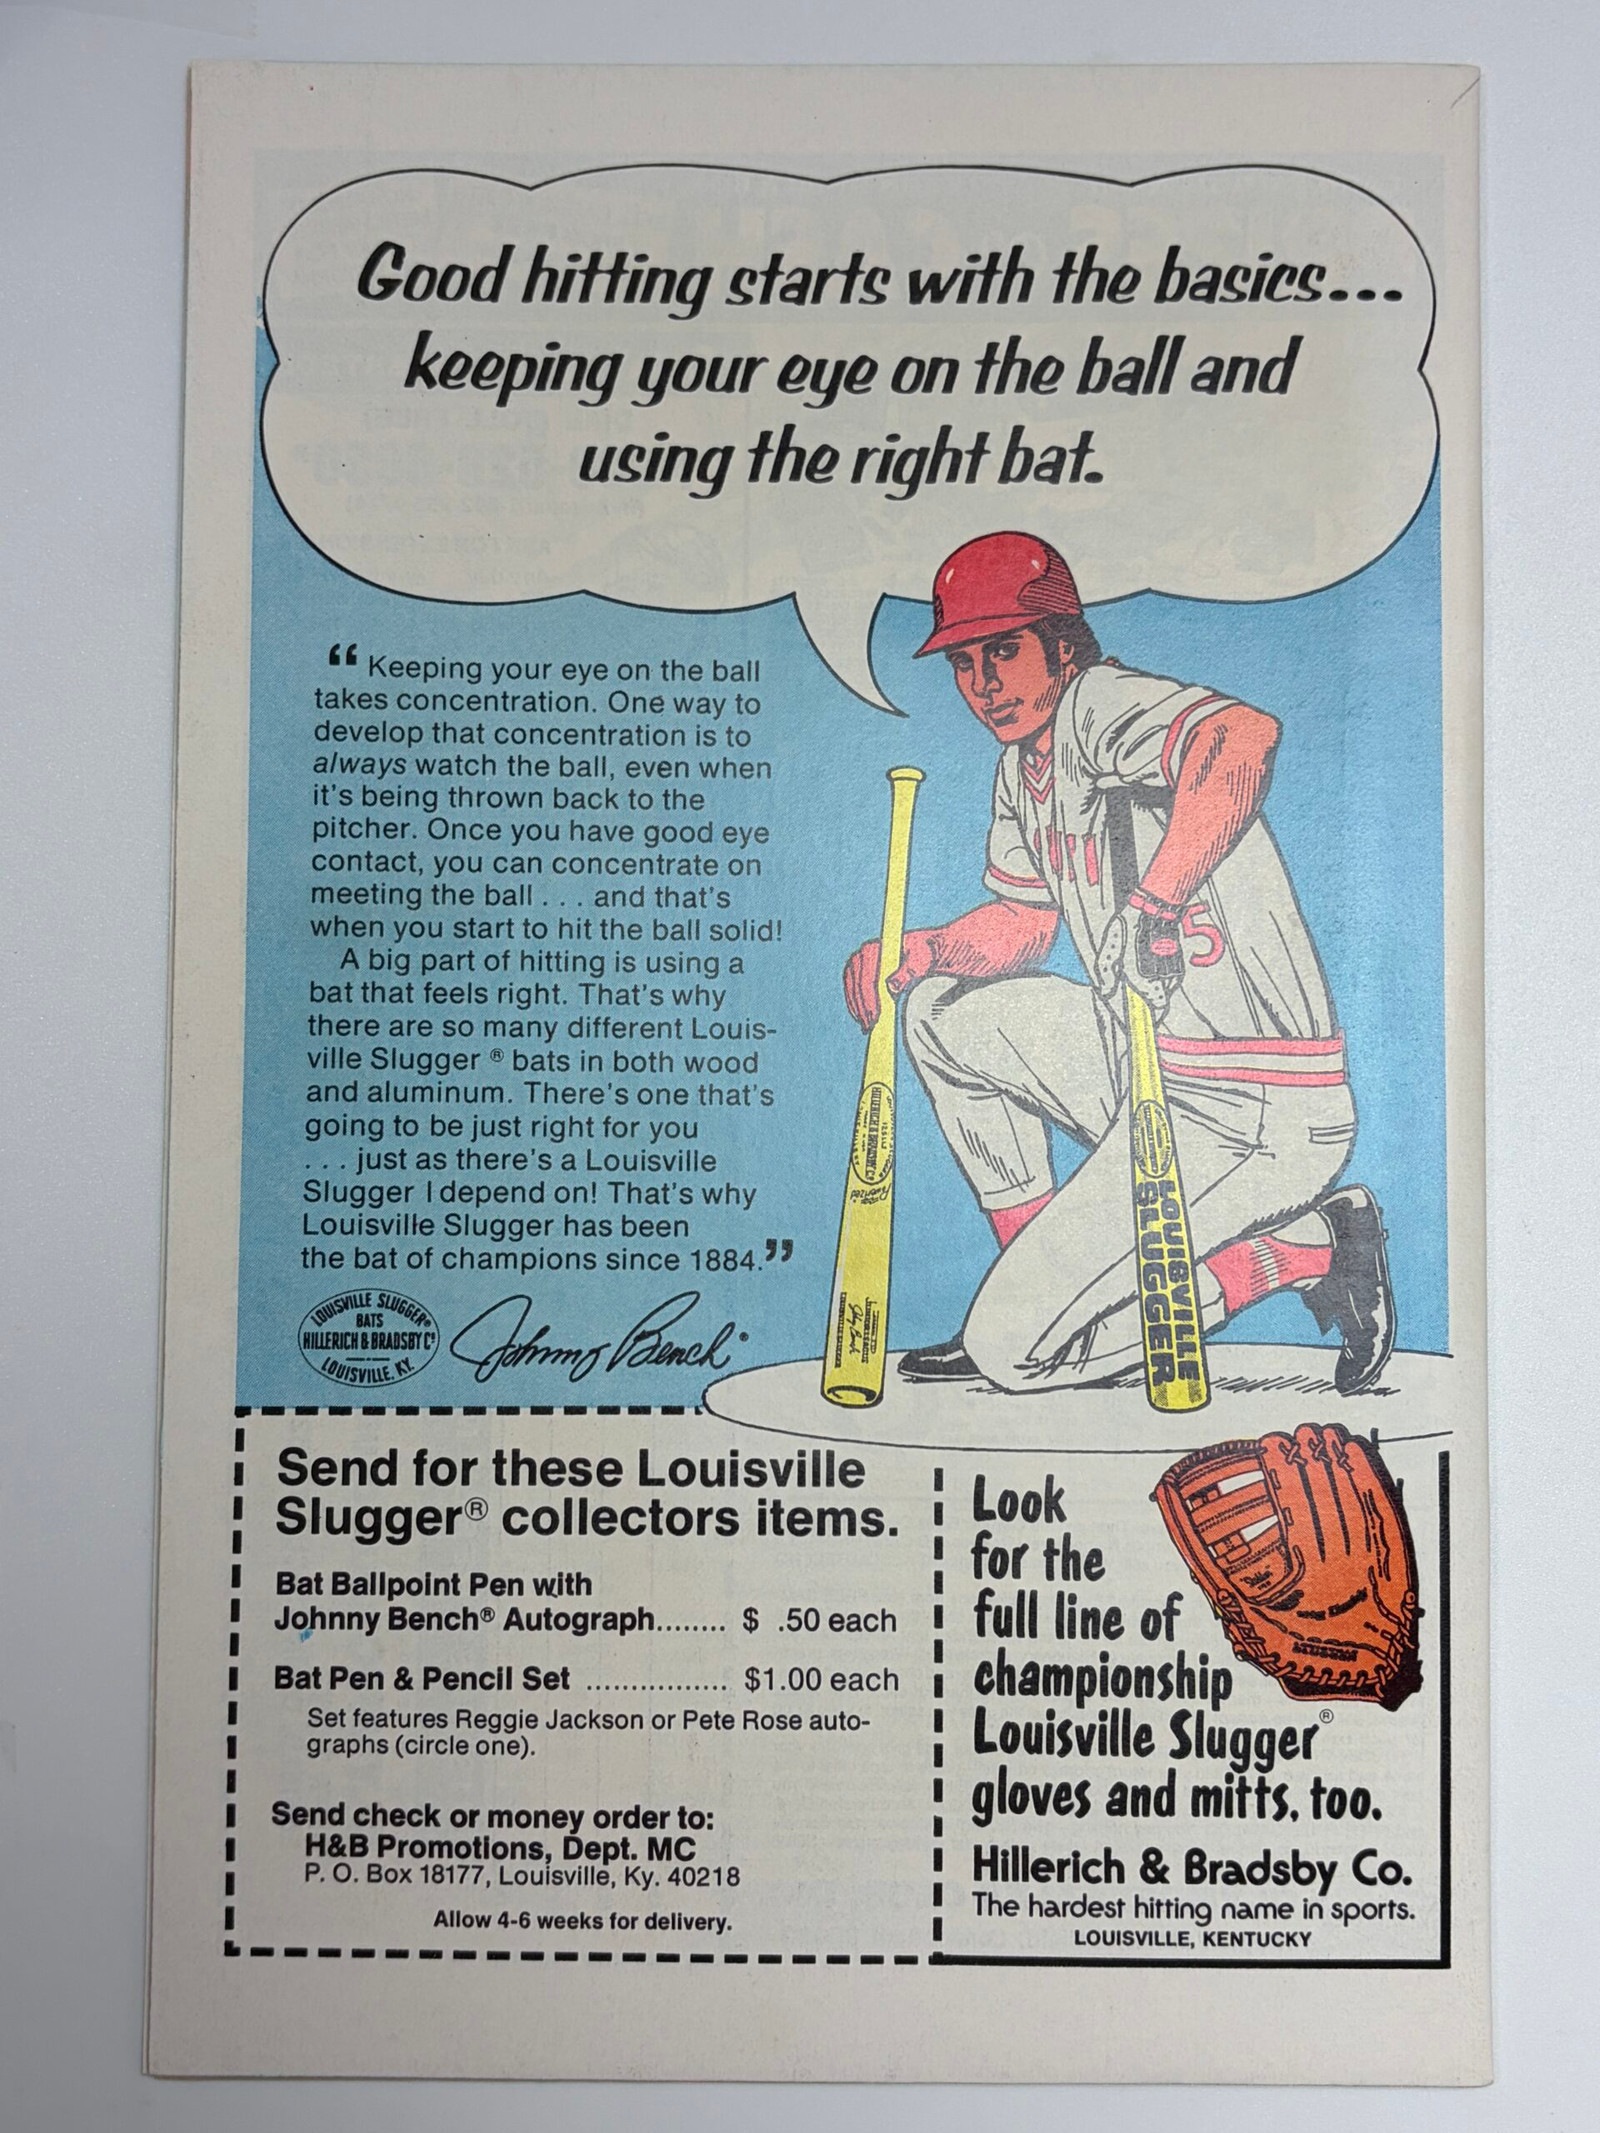 Good hitting starts with the basics...
keeping your eye on the ball and
using the right bat.
“ Keeping your eye on the ball
takes concentration. One way to
develop that concentration is to
always watch the ball, even when
it's being thrown back to the
pitcher. Once you have good eye
contact, you can concentrate on
meeting the ball . . . and that's
when you start to hit the ball solid!
A big part of hitting is using a
bat that feels right. That's why
there are so many different Louis-
ville Slugger ® bats in both wood
and aluminum. There's one that's
going to be just right for you
. . . just as there's a Louisville
Slugger I depend on! That's why
Louisville Slugger has been
the bat of champions since 1884.”
LOUISVILLE SLUGGER®
BATS
HILLERICH & BRADSBY Cº
LOUISVILLE, KY.
Johnny Bench
5
HILLERICH & BRADSBY Cº
LOUISVILLE
SLUGGER
Send for these Louisville
Slugger® collectors items.
Bat Ballpoint Pen with
Johnny Bench® Autograph........ $ .50 each
Bat Pen & Pencil Set ................ $1.00 each
Set features Reggie Jackson or Pete Rose auto-
graphs (circle one).
Send check or money order to:
H&B Promotions, Dept. MC
P. O. Box 18177, Louisville, Ky. 40218
Allow 4-6 weeks for delivery.
Look
for the
full line of
championship
Louisville Slugger®
gloves and mitts, too.
Hillerich & Bradsby Co.
The hardest hitting name in sports.
LOUISVILLE, KENTUCKY